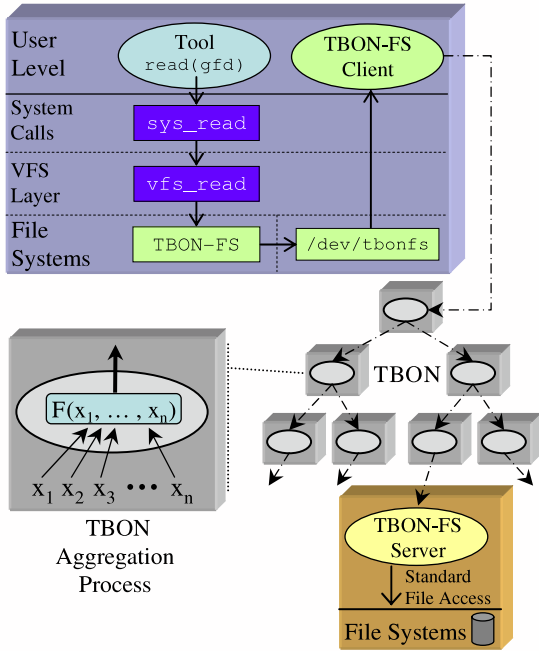 User
Level
Tool
read(gfd)
TBON-FS
Client
System
Calls
sys_read
VFS
Layer
vfs_read
File
Systems
TBON-FS
/dev/tbonfs
TBON
F(x1, … , xn)
x1 x2 x3 ••• xn
TBON
Aggregation
Process
TBON-FS
Server
Standard
File Access
File Systems